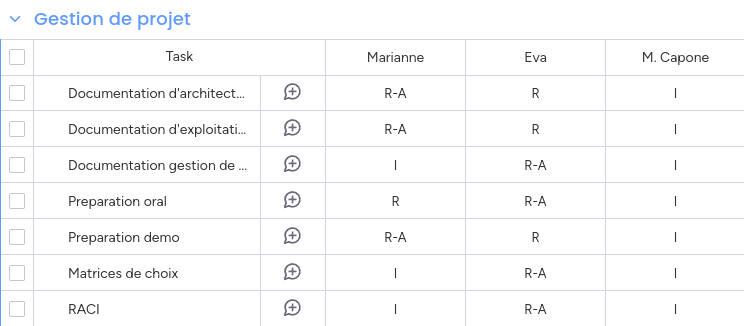 Gestion de projet
Task Marianne Eva M. Capone
Documentation d'architect... R-A R I
Documentation d'exploitati... R-A R I
Documentation gestion de ... I R-A I
Preparation oral R R-A I
Preparation demo R-A R I
Matrices de choix I R-A I
RACI I R-A I